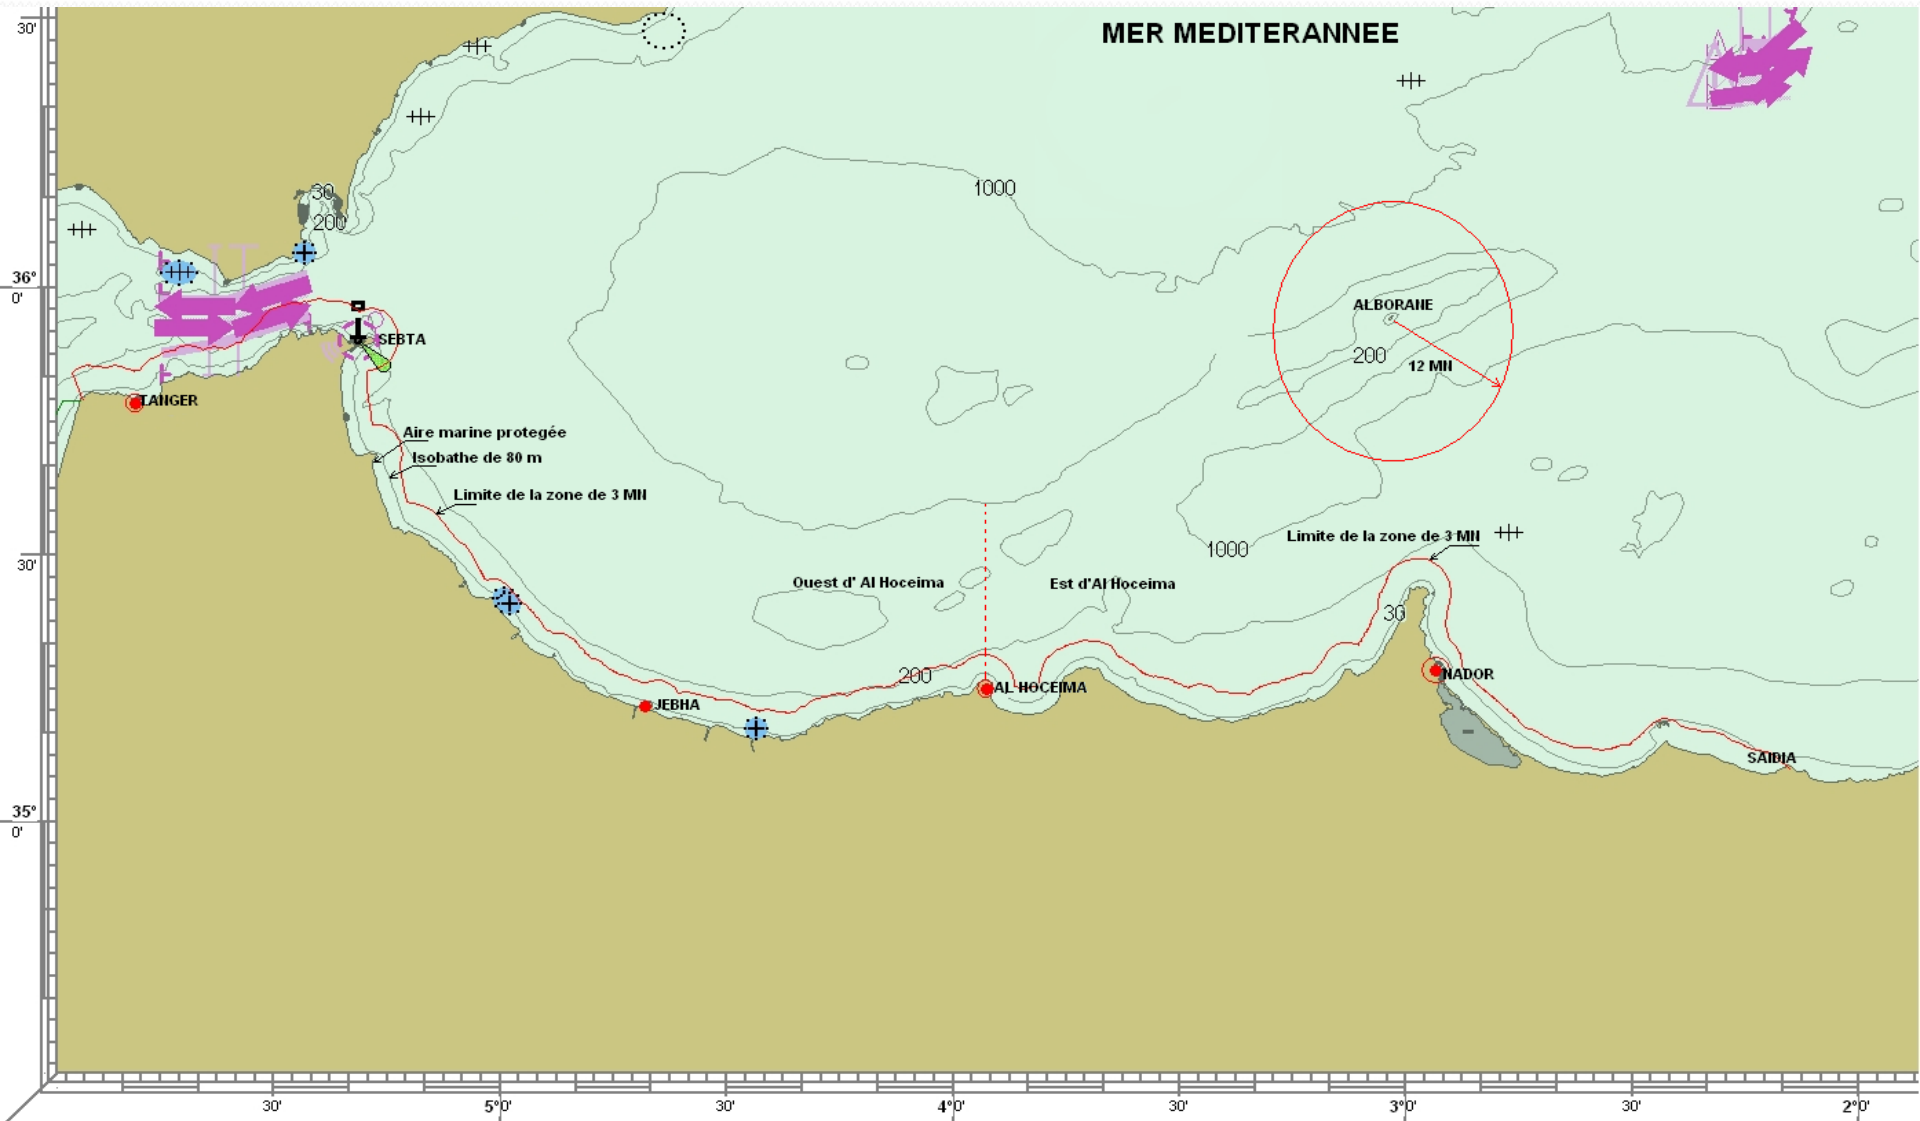 30'
MER MEDITERANNEE
1000
30
200
36°
0'
ALBORANE
SEBTA
200
12 MN
TANGER
Aire marine protegée
Isobathe de 80 m
Limite de la zone de 3 MN
Limite de la zone de 3 MN
1000
30'
Ouest d' Al Hoceima
Est d'Al Hoceima
30
200
AL HOCEIMA
NADOR
JEBHA
SAIDIA
35°
0'
30'
5°0'
30'
4°0'
30'
3°0'
30'
2°0'